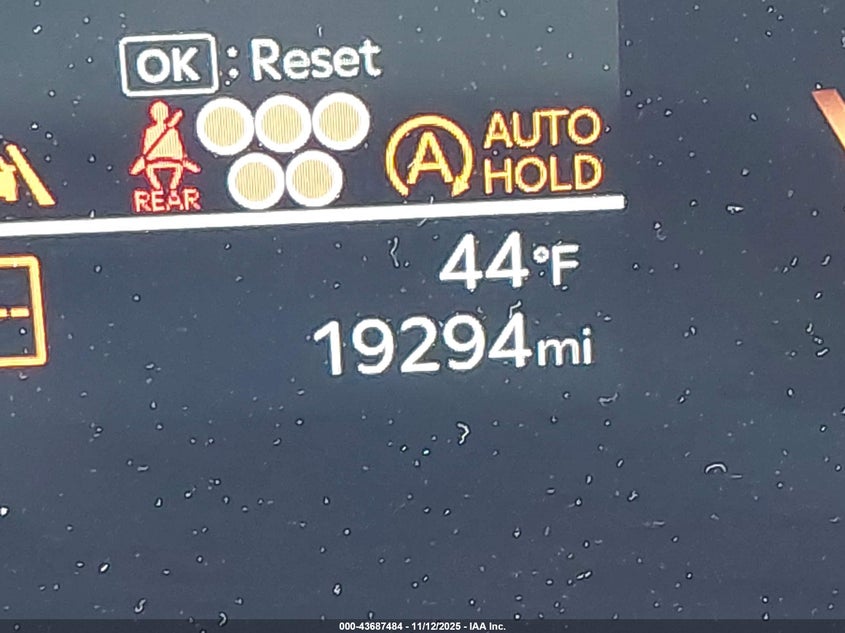 OK : Reset
REAR
A AUTO
HOLD
44°F
19294mi
000-43687484 - 11/12/2025 - IAA Inc.